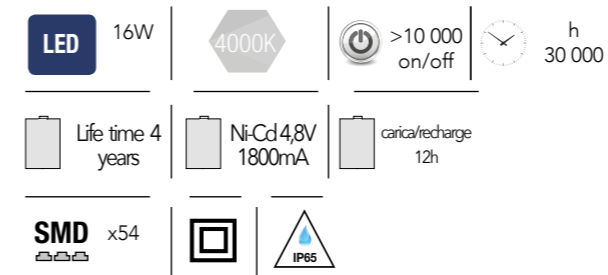 LED 16W
4000K
>10 000
on/off
h
30 000
Life time 4
years
Ni-Cd 4,8V
1800mA
carica/recharge
12h
SMD x54
IP65